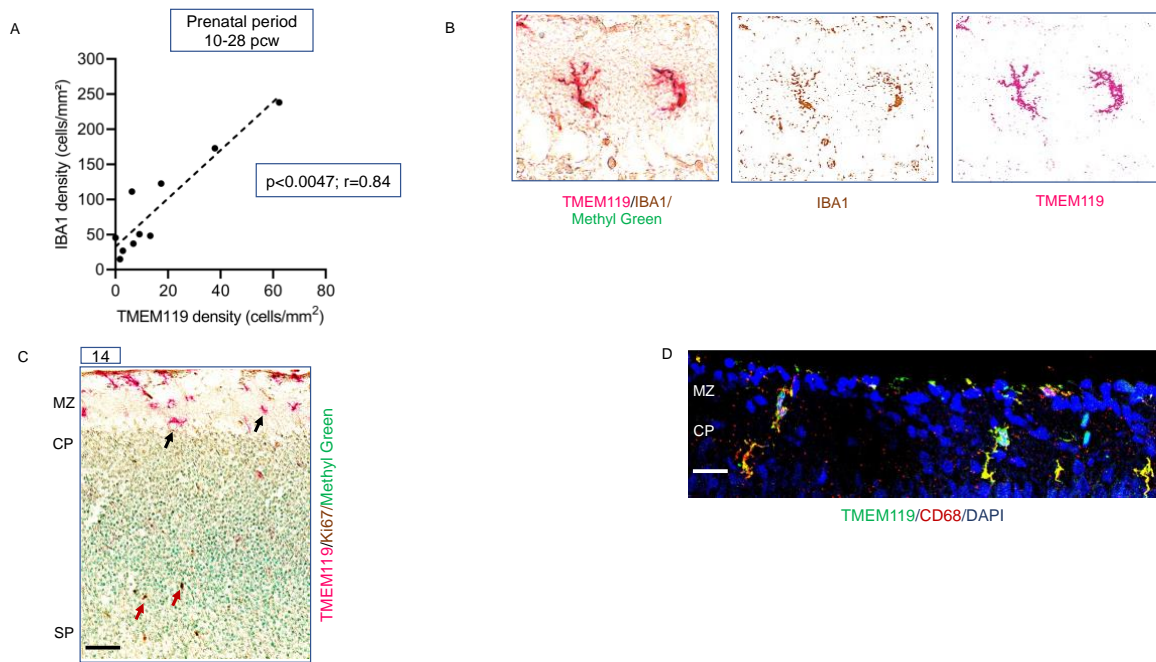 A
Prenatal period
10-28 pcw
IBA1 density (cells/mm²)
300
250
200
150
100
50
0
0 20 40 60 80
TMEM119 density (cells/mm²)
p<0.0047; r=0.84
B
TMEM119/IBA1/
Methyl Green
IBA1
TMEM119
C
14
MZ
CP
SP
TMEM119/Ki67/Methyl Green
D
MZ
CP
TMEM119/CD68/DAPI